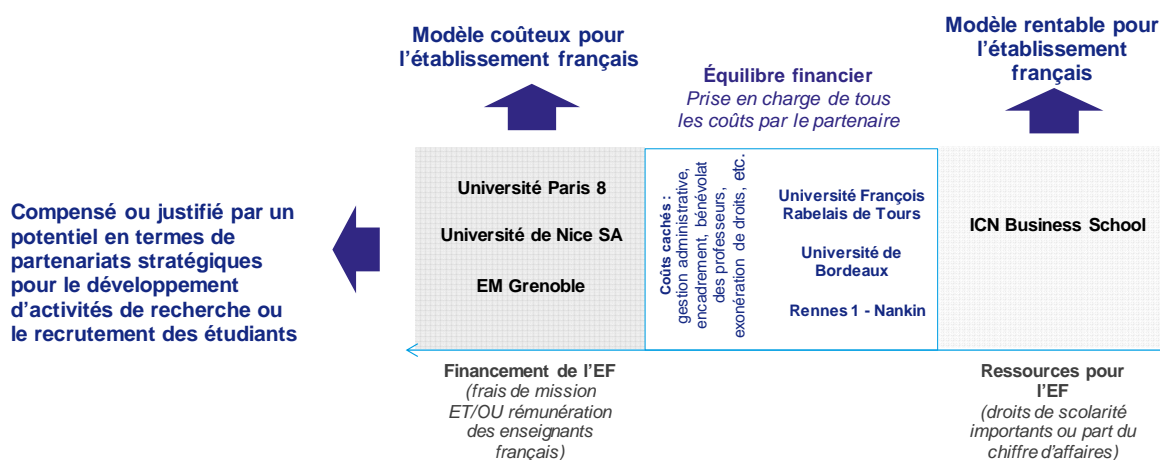 Modèle coûteux pour
l'établissement français
Équilibre financier
Prise en charge de tous
les coûts par le partenaire
Modèle rentable pour
l'établissement
français
Compensé ou justifié par un
potentiel en termes de
partenariats stratégiques
pour le développement
d'activités de recherche ou
le recrutement des étudiants
Université Paris 8
Université de Nice SA
EM Grenoble
Coûts cachés :
gestion administrative,
encadrement, bénévolat
des professeurs,
exonération de droits, etc.
Université François
Rabelais de Tours
Université de
Bordeaux
Rennes 1 - Nankin
ICN Business School
Financement de l'EF
(frais de mission
ET/OU rémunération
des enseignants
français)
Ressources pour
l'EF
(droits de scolarité
importants ou part du
chiffre d'affaires)